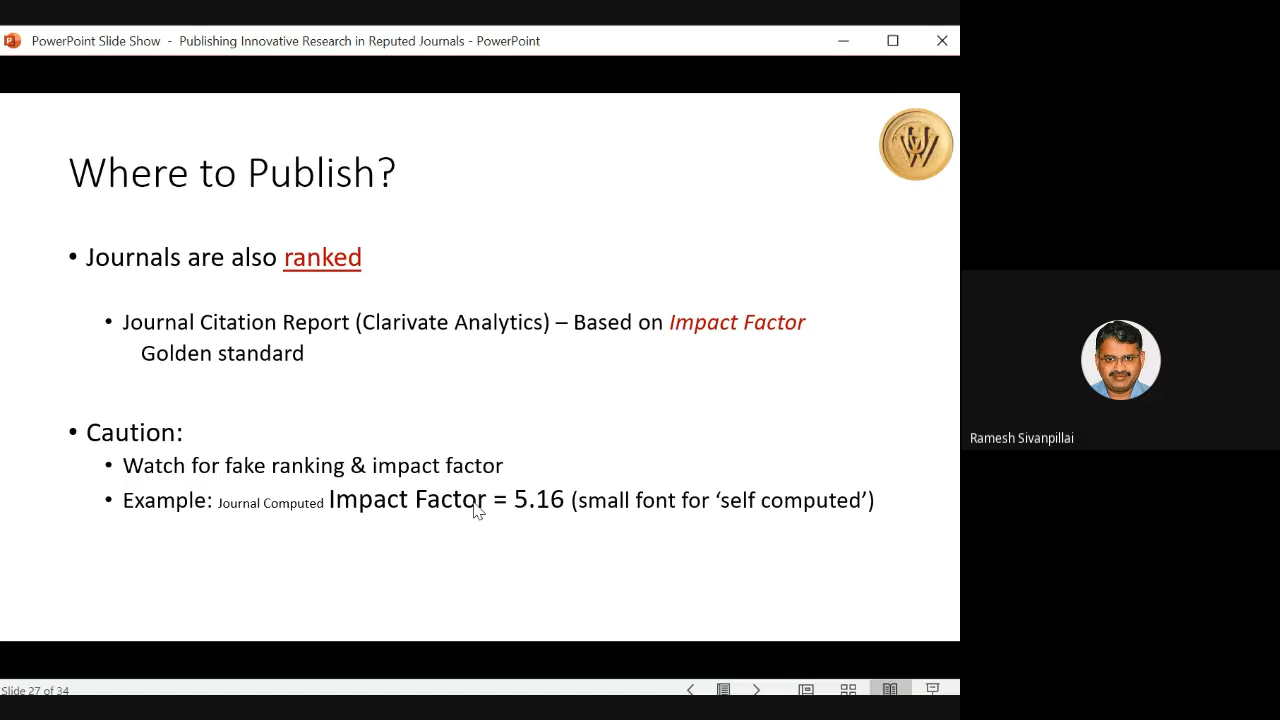 PowerPoint Slide Show - Publishing Innovative Research in Reputed Journals - PowerPoint
Where to Publish?
• Journals are also ranked
• Journal Citation Report (Clarivate Analytics) – Based on Impact Factor
Golden standard
• Caution:
• Watch for fake ranking & impact factor
• Example: Journal Computed Impact Factor = 5.16 (small font for ‘self computed’)
Ramesh Sivanpillai
Slide 27 of 34